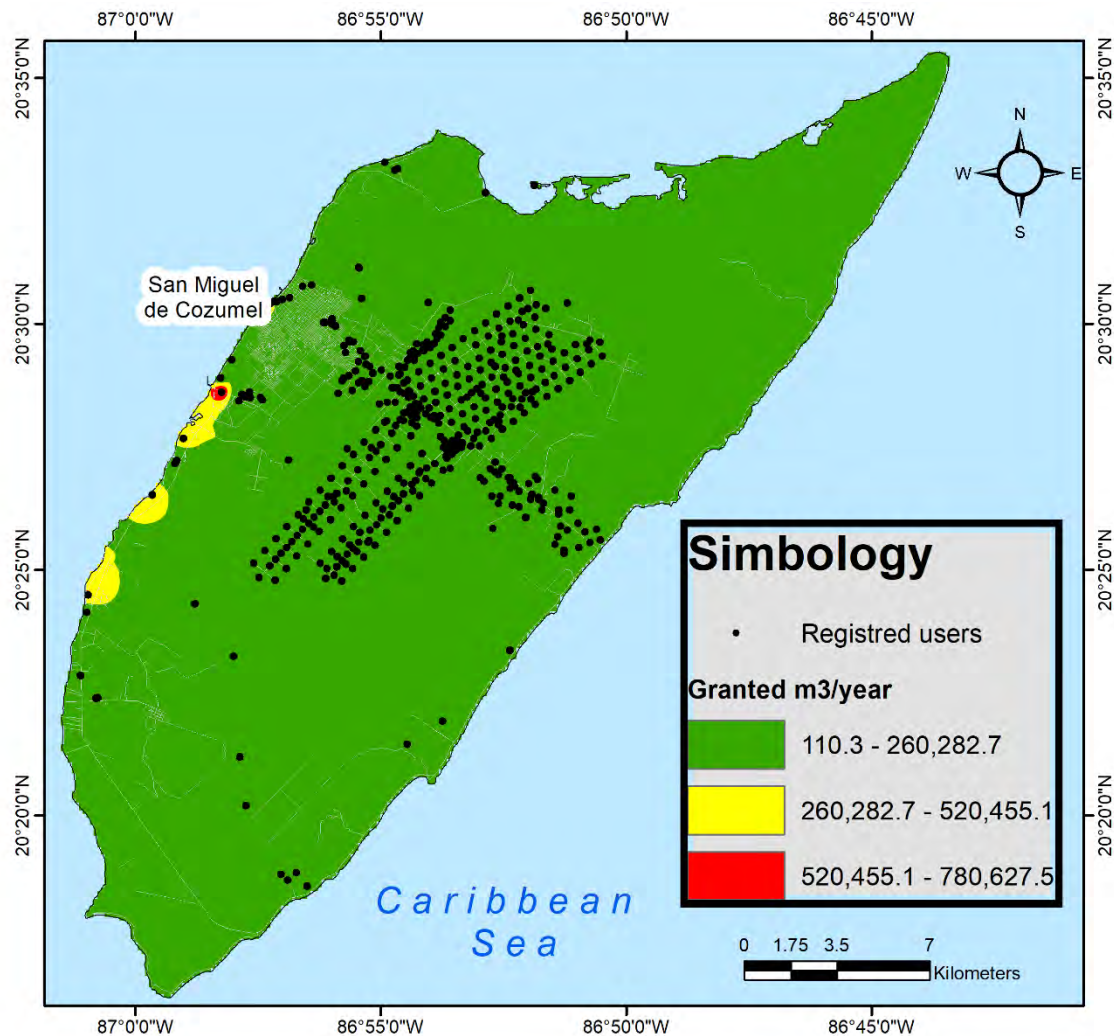 87°0'0"W 86°55'0"W 86°50'0"W 86°45'0"W
20°35'0"N 20°35'0"N
N
W E
S
San Miguel
de Cozumel
20°30'0"N 20°30'0"N
20°25'0"N 20°25'0"N
Simbology
Registred users
Granted m3/year
110.3 - 260,282.7
260,282.7 - 520,455.1
520,455.1 - 780,627.5
20°20'0"N 20°20'0"N
Caribbean
Sea
0 1.75 3.5 7
Kilometers
87°0'0"W 86°55'0"W 86°50'0"W 86°45'0"W